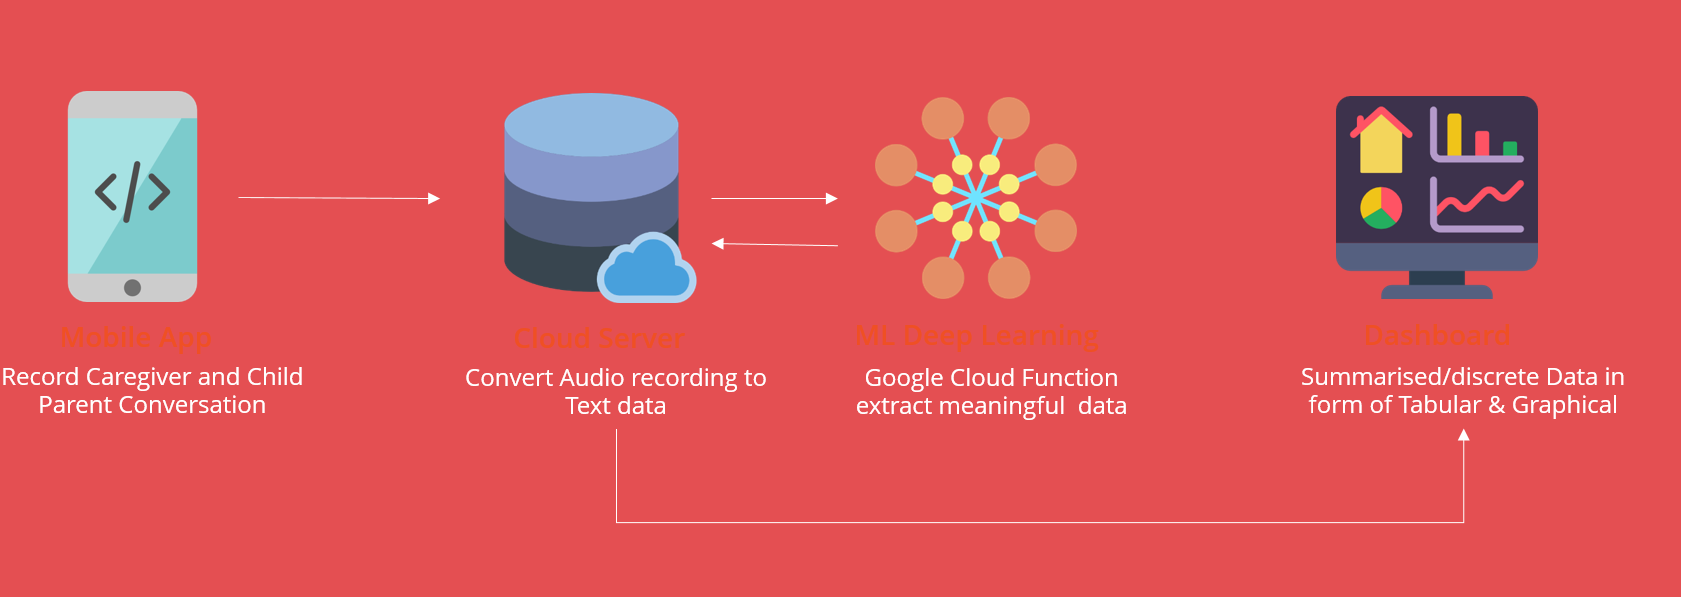 Mobile App
Record Caregiver and Child
Parent Conversation
Cloud Server
Convert Audio recording to
Text data
ML Deep Learning
Google Cloud Function
extract meaningful data
Dashboard
Summarised/discrete Data in
form of Tabular & Graphical